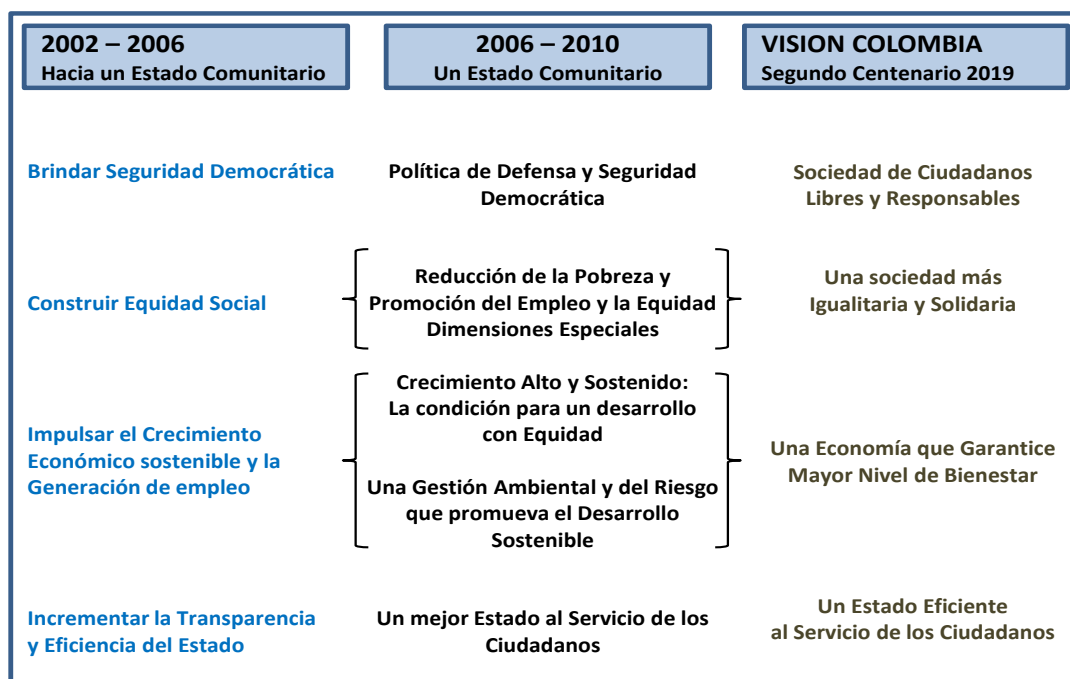 2002 – 2006
Hacia un Estado Comunitario
2006 – 2010
Un Estado Comunitario
VISION COLOMBIA
Segundo Centenario 2019
Brindar Seguridad Democrática
Política de Defensa y Seguridad
Democrática
Sociedad de Ciudadanos
Libres y Responsables
Construir Equidad Social
Reducción de la Pobreza y
Promoción del Empleo y la Equidad
Dimensiones Especiales
Una sociedad más
Igualitaria y Solidaria
Impulsar el Crecimiento
Económico sostenible y la
Generación de empleo
Crecimiento Alto y Sostenido:
La condición para un desarrollo
con Equidad
Una Gestión Ambiental y del Riesgo
que promueva el Desarrollo
Sostenible
Una Economía que Garantice
Mayor Nivel de Bienestar
Incrementar la Transparencia
y Eficiencia del Estado
Un mejor Estado al Servicio de los
Ciudadanos
Un Estado Eficiente
al Servicio de los Ciudadanos